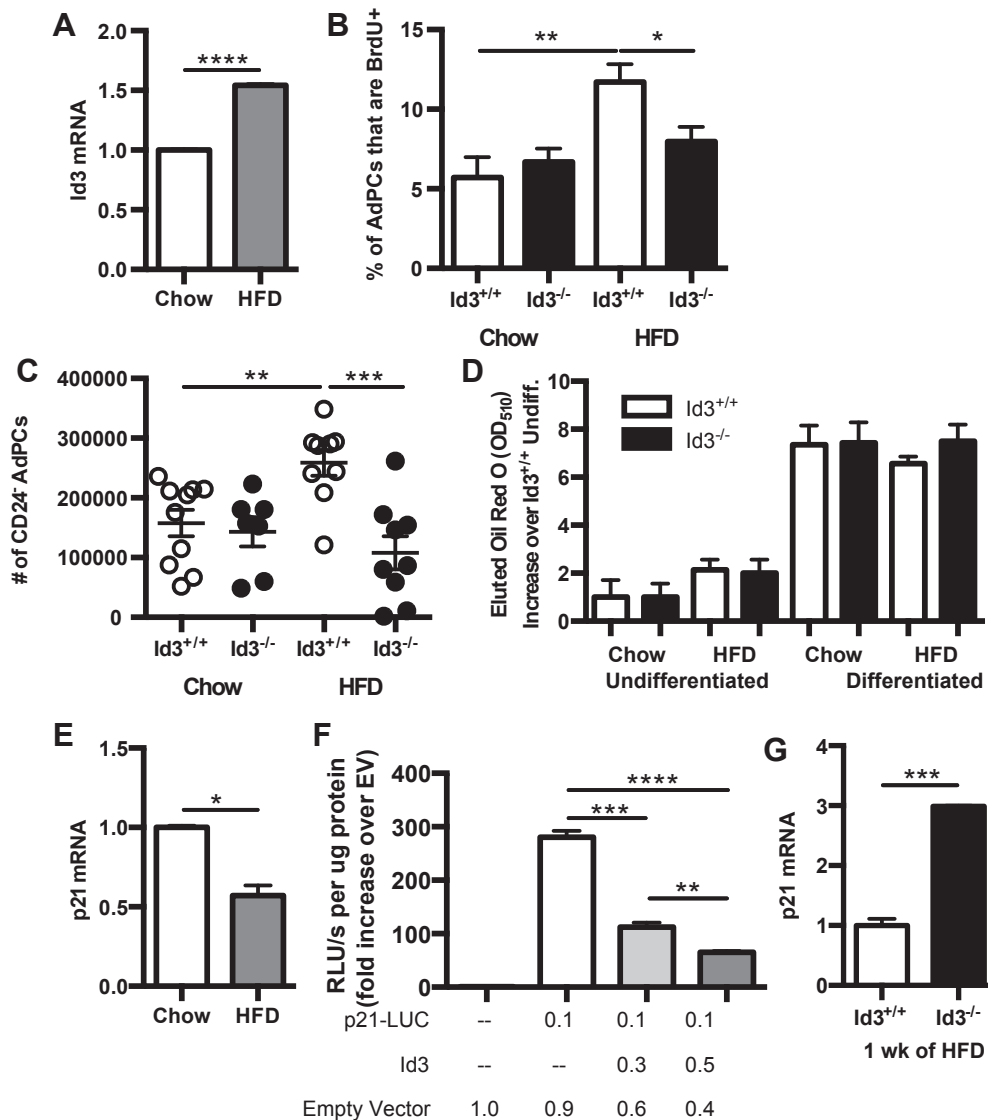 A
Id3 mRNA
2.0
1.5
1.0
0.5
0.0
****
Chow HFD
B
% of AdPCs that are BrdU+
15
10
5
0
** *
Id3+/+ Id3-/- Id3+/+ Id3-/-
Chow HFD
C
# of CD24- AdPCs
400000
300000
200000
100000
0
** ***
Id3+/+ Id3-/- Id3+/+ Id3-/-
Chow HFD
D
Eluted Oil Red O (OD510)
Increase over Id3+/+ Undiff.
10
8
6
4
2
0
Id3+/+
Id3-/-
Chow HFD Chow HFD
Undifferentiated Differentiated
E
p21 mRNA
1.5
1.0
0.5
0.0
*
Chow HFD
F
RLU/s per ug protein
(fold increase over EV)
400
300
200
100
0
****
***
**
p21-LUC -- 0.1 0.1 0.1
Id3 -- -- 0.3 0.5
Empty Vector 1.0 0.9 0.6 0.4
G
p21 mRNA
4
3
2
1
0
***
Id3+/+ Id3-/-
1 wk of HFD